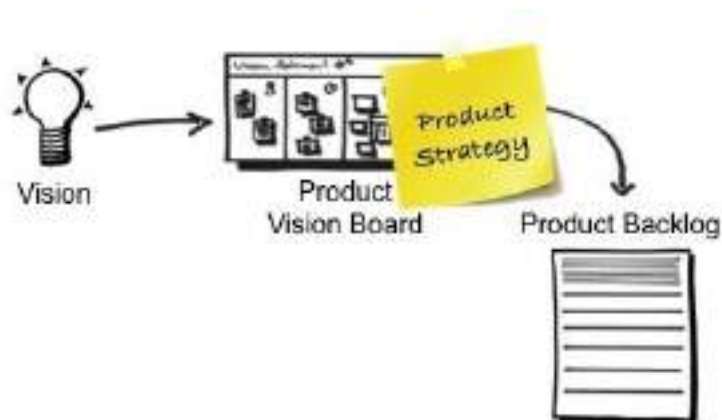 Product
Strategy
Vision
Product
Vision Board
Product Backlog